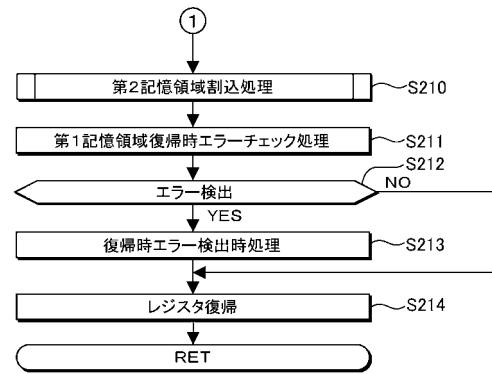 1
第2記憶領域割込処理 S210
第1記憶領域復帰時エラーチェック処理 S211
S212
エラー検出 NO
YES
復帰時エラー検出時処理 S213
レジスタ復帰 S214
RET